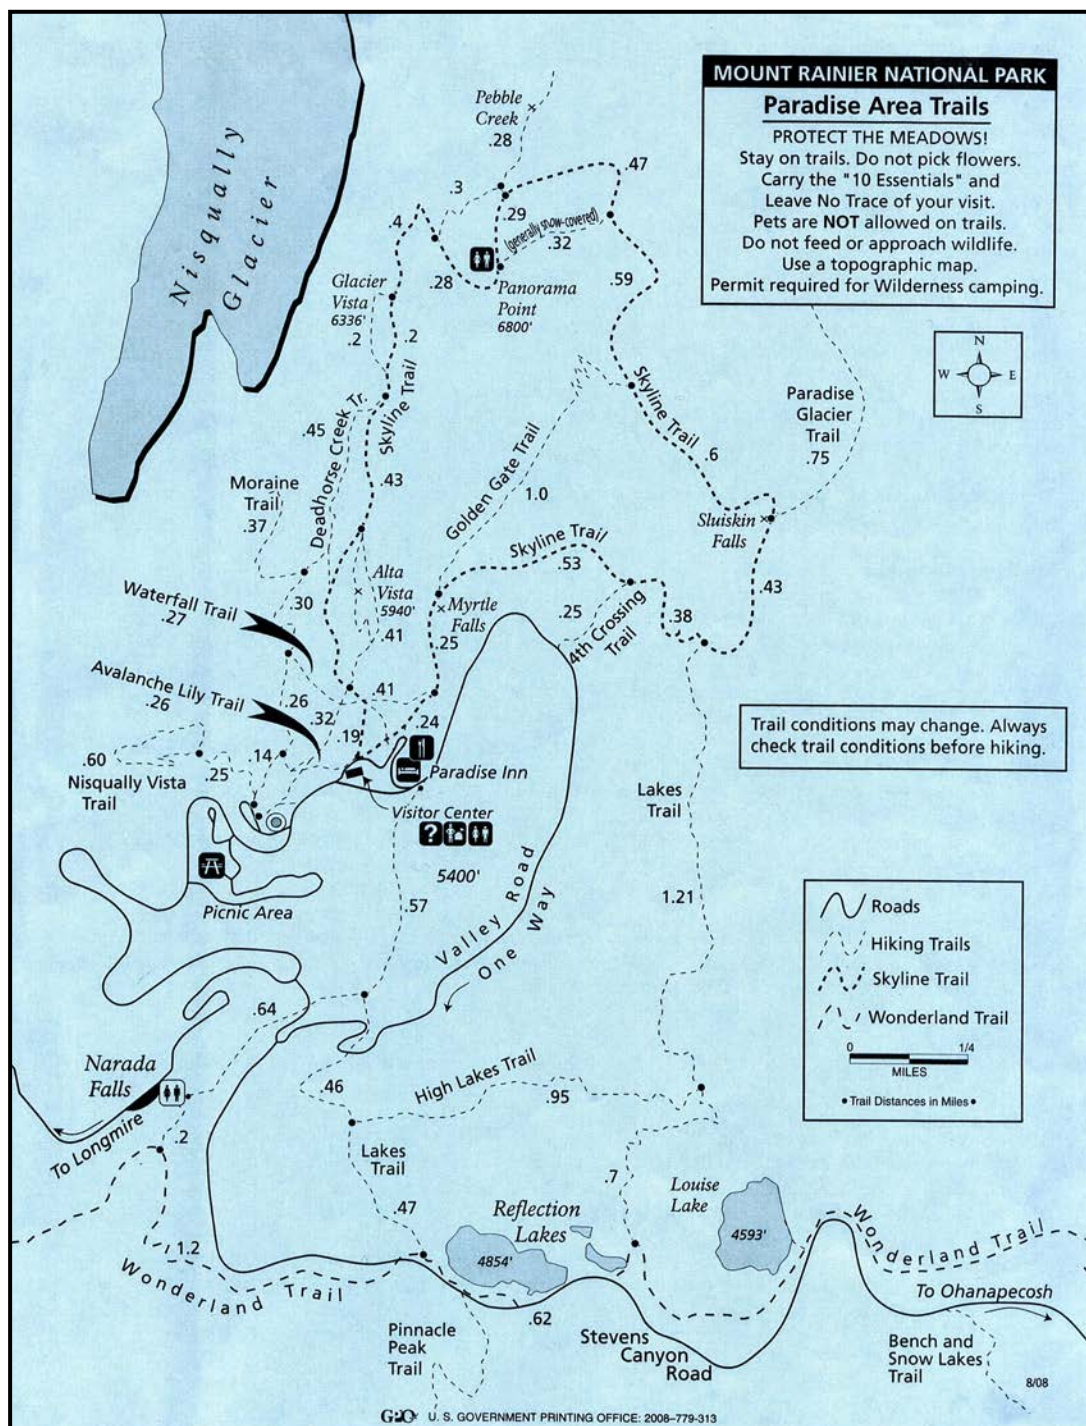 MOUNT RAINIER NATIONAL PARK
Paradise Area Trails
PROTECT THE MEADOWS!
Stay on trails. Do not pick flowers.
Carry the "10 Essentials" and
Leave No Trace of your visit.
Pets are NOT allowed on trails.
Do not feed or approach wildlife.
Use a topographic map.
Permit required for Wilderness camping.
N
W E
S
Nisqually
Glacier
Pebble
Creek
.28
.47
.3
.29
(generally snow-covered)
.32
.4
.28
Panorama
Point
6800'
.59
Glacier
Vista
6336'
.2
.2
Skyline Trail
Deadhorse Creek Tr.
.45
.43
Moraine
Trail
.37
Golden Gate Trail
1.0
Skyline Trail
.6
Paradise
Glacier
Trail
.75
Sluiskin
Falls
.43
Skyline Trail
.53
Alta
Vista
5940'
.41
Myrtle
Falls
.25
.25
4th Crossing
Trail
.38
Waterfall Trail
.27
.30
Avalanche Lily Trail
.26
.26
.32
.41
.24
.19
.14
.60
Nisqually Vista
Trail
.25
Paradise Inn
Visitor Center
?
5400'
Picnic Area
.57
Valley Road
One Way
Trail conditions may change. Always
check trail conditions before hiking.
Lakes
Trail
1.21
Roads
Hiking Trails
Skyline Trail
Wonderland Trail
0 1/4
MILES
• Trail Distances in Miles •
.64
Narada
Falls
To Longmire
.2
.46
High Lakes Trail
.95
Lakes
Trail
.47
.7
Reflection
Lakes
4854'
Louise
Lake
4593'
1.2
Wonderland Trail
.62
Wonderland Trail
To Ohanapecosh
Pinnacle
Peak
Trail
Stevens
Canyon
Road
Bench and
Snow Lakes
Trail
8/08
GPO U. S. GOVERNMENT PRINTING OFFICE: 2008–779-313